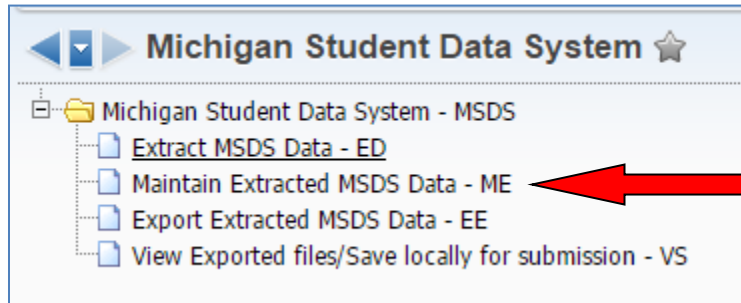 Michigan Student Data System
Michigan Student Data System - MSDS
Extract MSDS Data - ED
Maintain Extracted MSDS Data - ME
Export Extracted MSDS Data - EE
View Exported files/Save locally for submission - VS